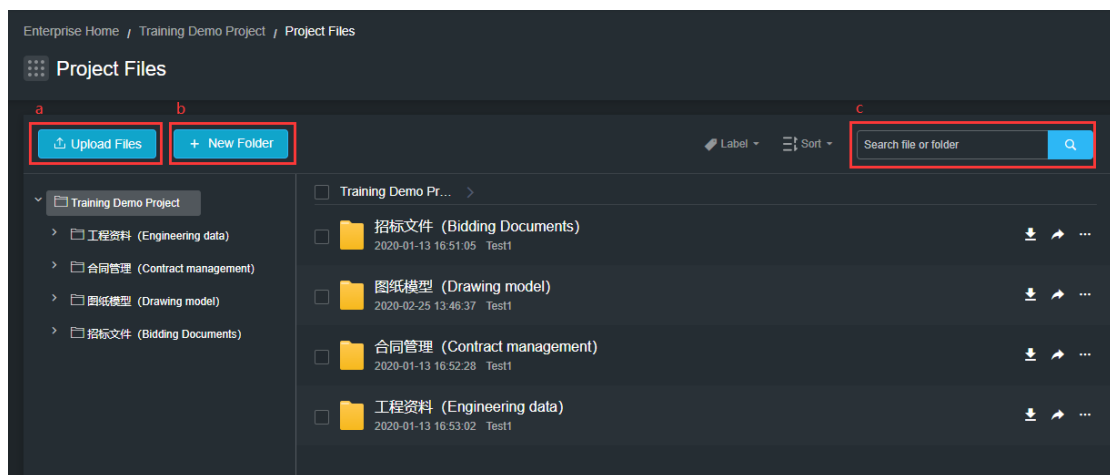 Enterprise Home / Training Demo Project / Project Files
Project Files
a
b
c
Upload Files
+ New Folder
Label
Sort
Search file or folder
Training Demo Project
工程资料（Engineering data）
合同管理（Contract management）
图纸模型（Drawing model）
招标文件（Bidding Documents）
Training Demo Pr...
招标文件（Bidding Documents）
2020-01-13 16:51:05 Test1
图纸模型（Drawing model）
2020-02-25 13:46:37 Test1
合同管理（Contract management）
2020-01-13 16:52:28 Test1
工程资料（Engineering data）
2020-01-13 16:53:02 Test1